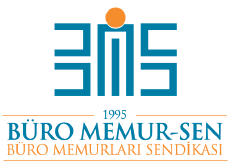 1995
BÜRO MEMUR-SEN
BÜRO MEMURLARI SENDİKASI